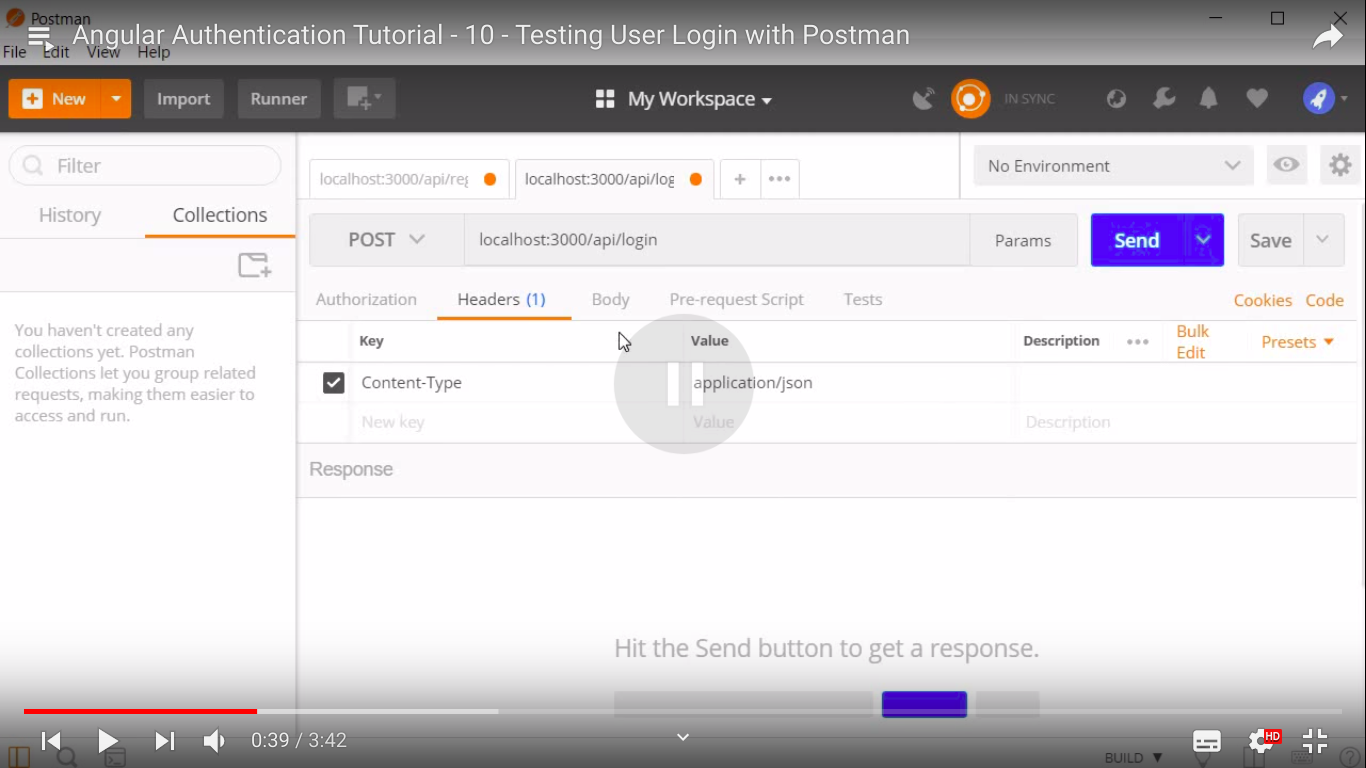 Postman
Angular Authentication Tutorial - 10 - Testing User Login with Postman
File Edit View Help
New Import Runner My Workspace IN SYNC
Filter
No Environment
localhost:3000/api/reg localhost:3000/api/log + •••
History Collections
POST localhost:3000/api/login Params Send Save
Authorization Headers (1) Body Pre-request Script Tests Cookies Code
Key Value Description ••• Bulk Edit Presets
You haven't created any
collections yet. Postman
Collections let you group related
requests, making them easier to
access and run.
Content-Type application/json
New key Value Description
Response
Hit the Send button to get a response.
0:39 / 3:42 HD
BUILD